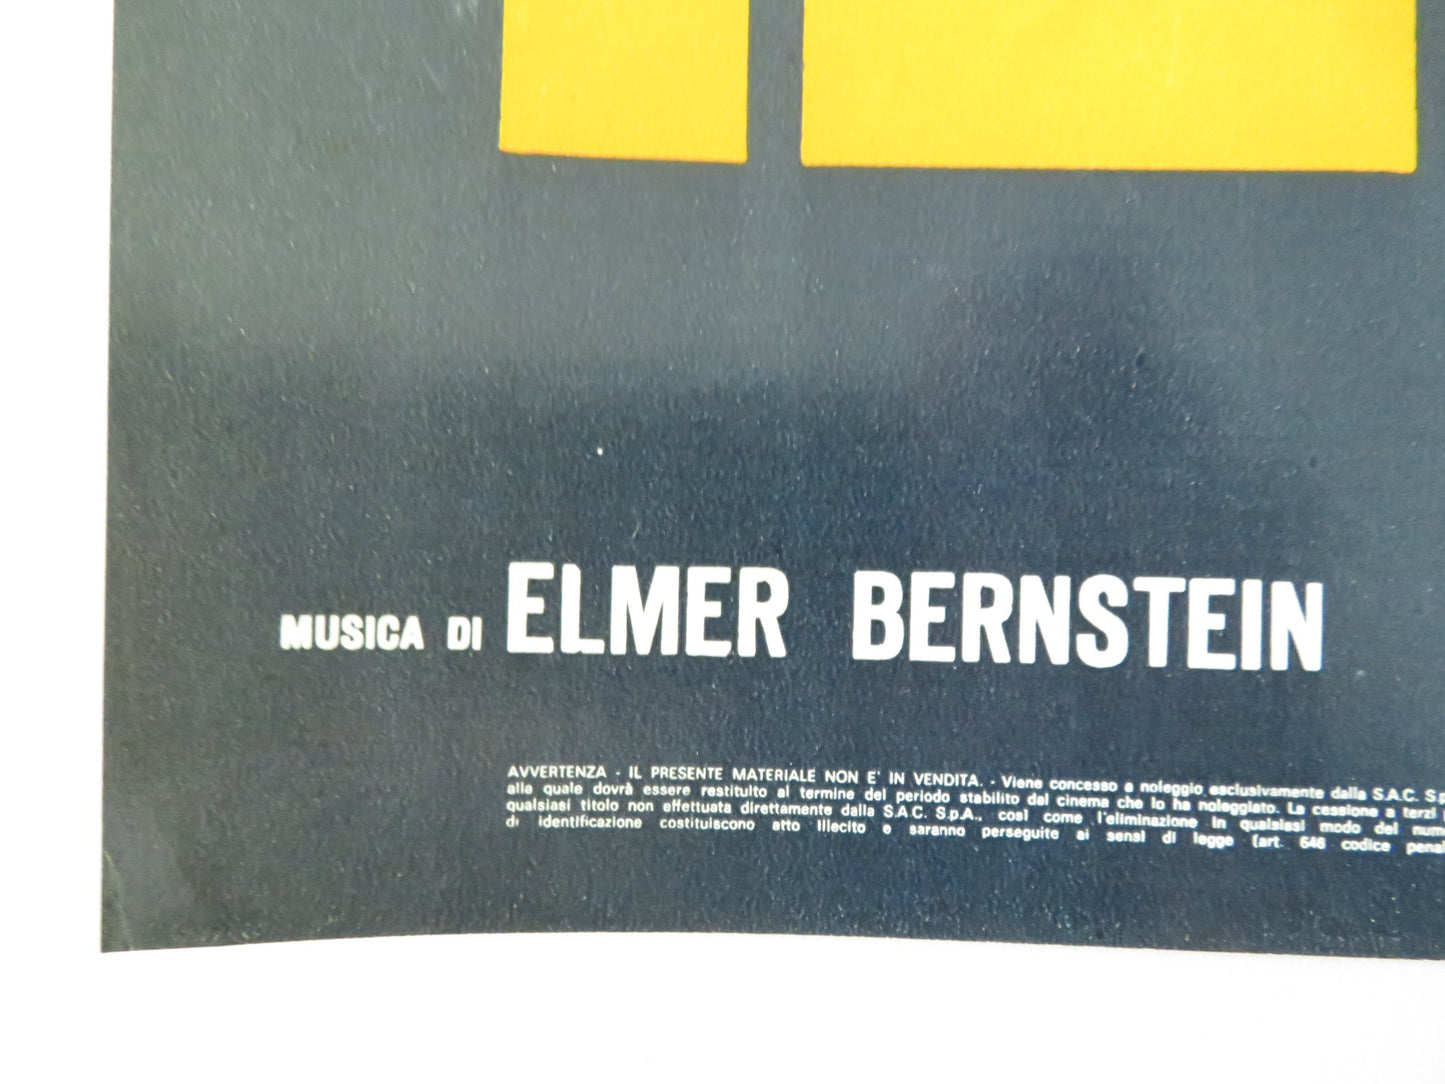 MUSICA DI ELMER BERNSTEIN
AVVERTENZA - IL PRESENTE MATERIALE NON E' IN VENDITA. - Viene concesso a noleggio esclusivamente dalla S.A.C. S.p
alla quale dovrà essere restituito al termine del periodo stabilito dal cinema che lo ha noleggiato. La cessione a terzi
qualsiasi titolo non effettuata direttamente dalla S.A.C. S.p.A., così come l'eliminazione in qualsiasi modo del num
di identificazione costituiscono atto illecito e saranno perseguite ai sensi di legge (art. 646 codice penal